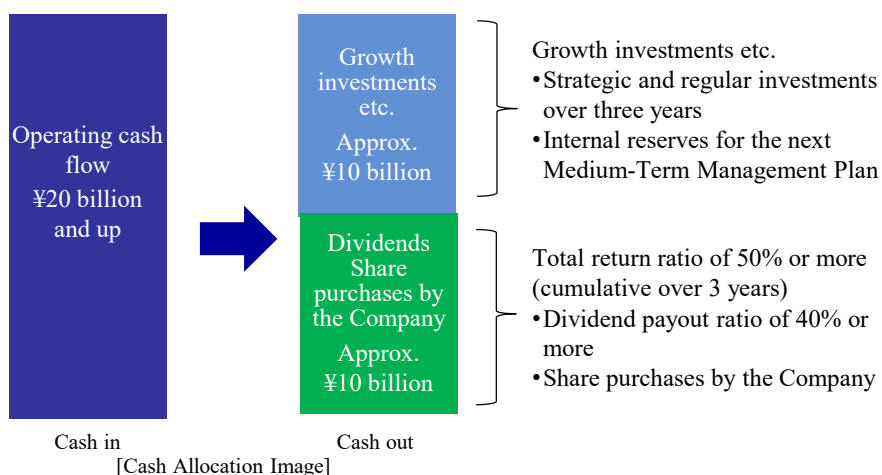 Operating cash
flow
¥20 billion
and up
Growth
investments
etc.
Approx.
¥10 billion
Dividends
Share
purchases by
the Company
Approx.
¥10 billion
Growth investments etc.
•Strategic and regular investments
over three years
•Internal reserves for the next
Medium-Term Management Plan
Total return ratio of 50% or more
(cumulative over 3 years)
•Dividend payout ratio of 40% or
more
•Share purchases by the Company
Cash in
Cash out
[Cash Allocation Image]